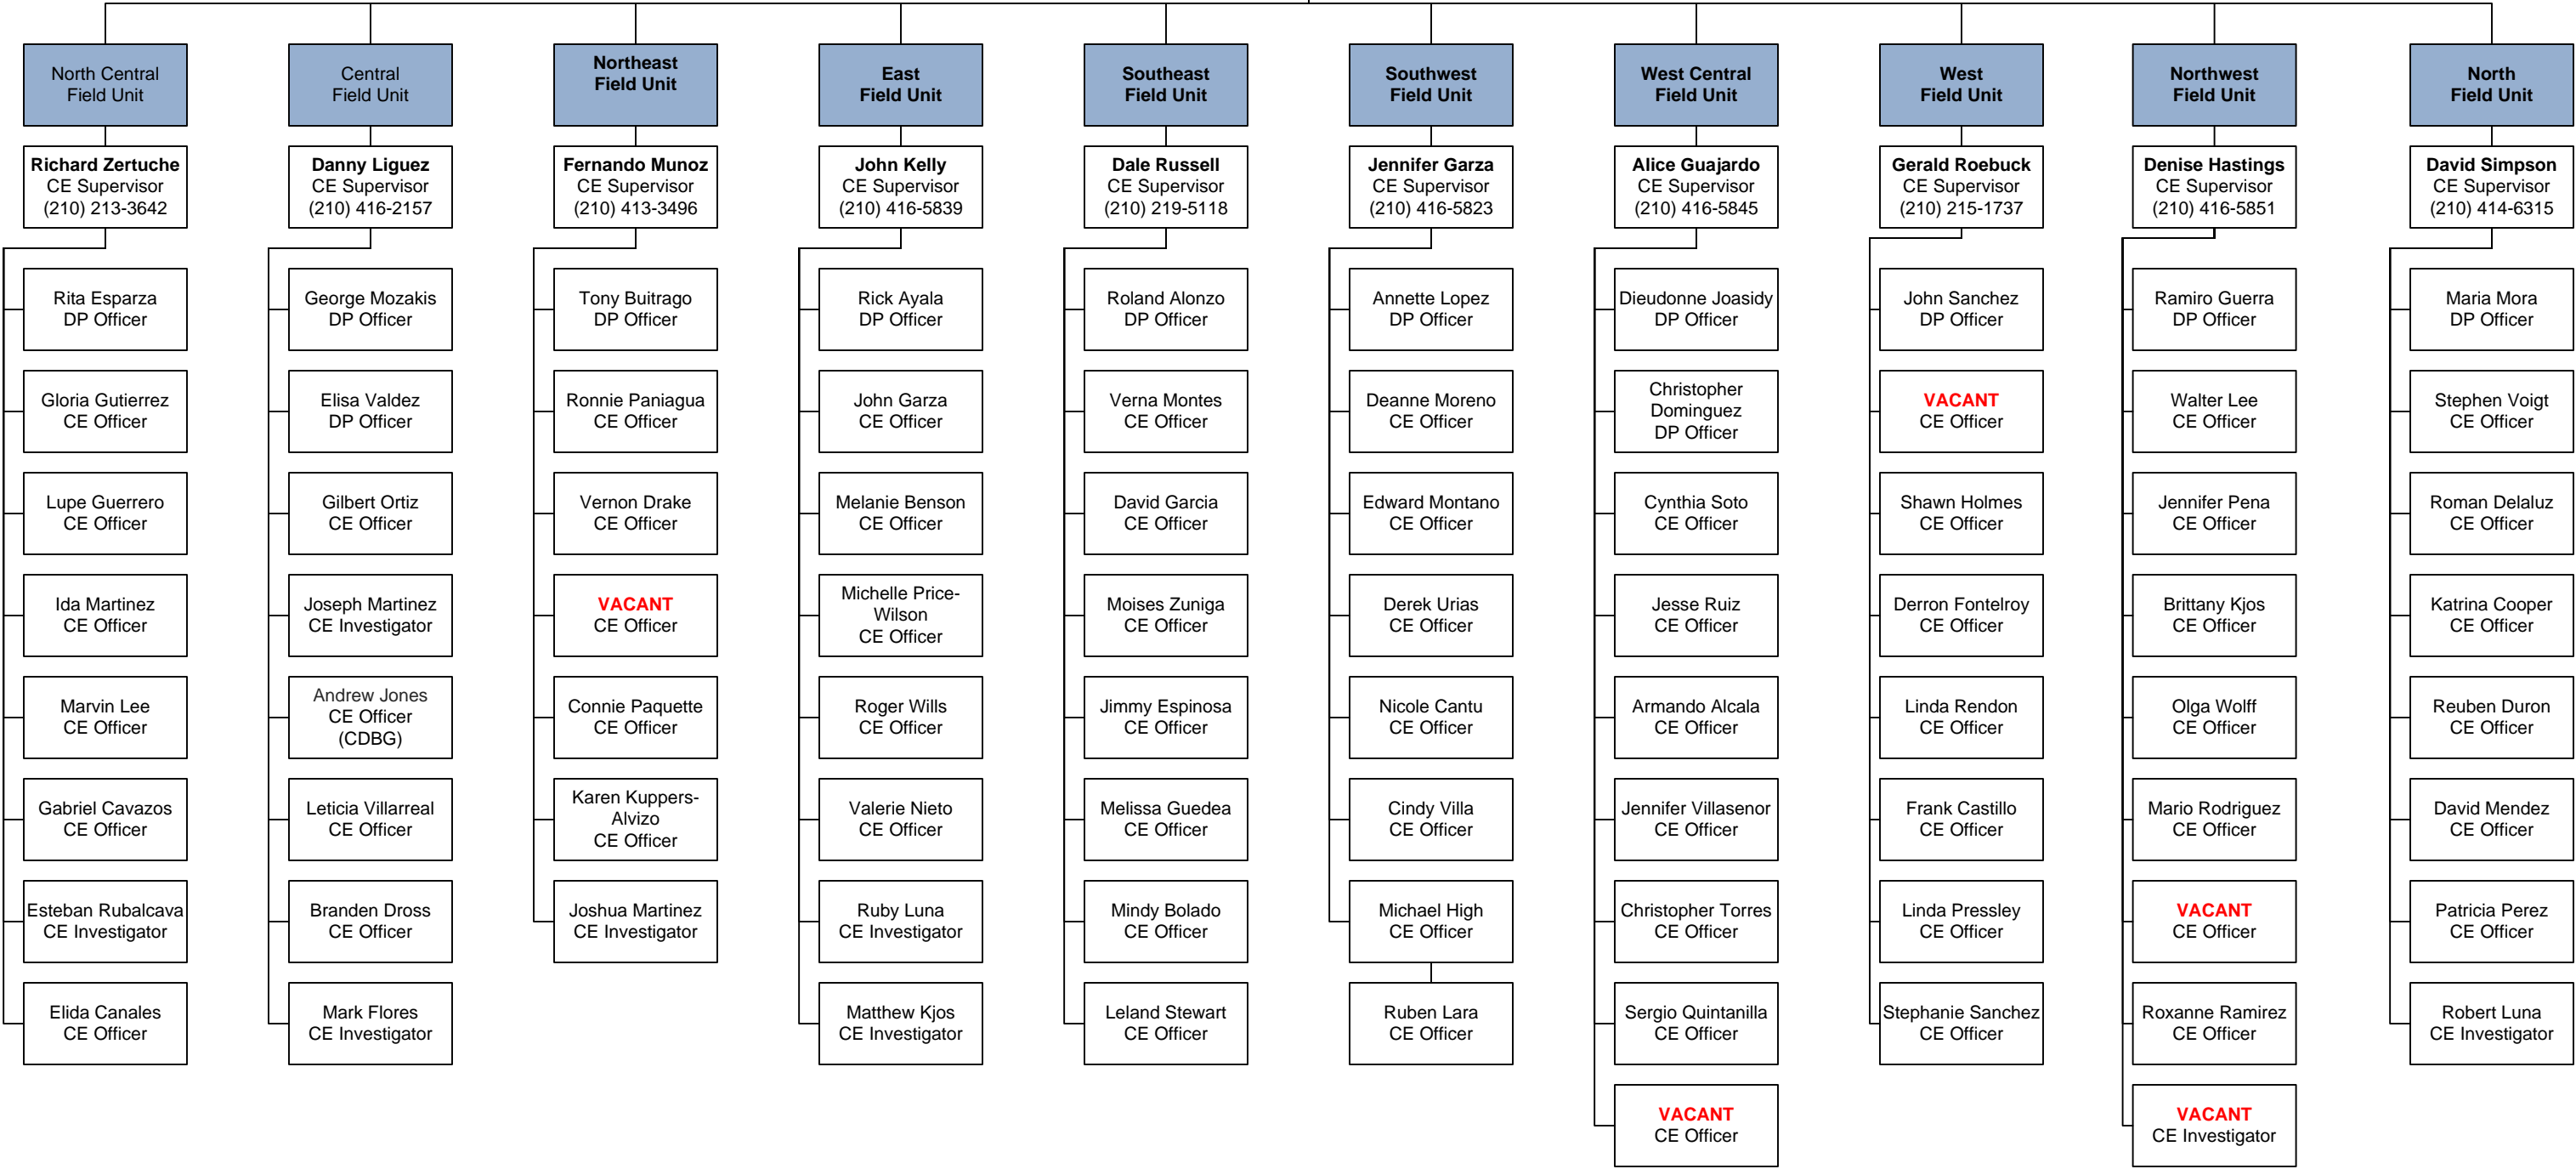 North Central
Field Unit
Richard Zertuche
CE Supervisor
(210) 213-3642
Rita Esparza
DP Officer
Gloria Gutierrez
CE Officer
Lupe Guerrero
CE Officer
Ida Martinez
CE Officer
Marvin Lee
CE Officer
Gabriel Cavazos
CE Officer
Esteban Rubalcava
CE Investigator
Elida Canales
CE Officer
Central
Field Unit
Danny Liguez
CE Supervisor
(210) 416-2157
George Mozakis
DP Officer
Elisa Valdez
DP Officer
Gilbert Ortiz
CE Officer
Joseph Martinez
CE Investigator
Andrew Jones
CE Officer
(CDBG)
Leticia Villarreal
CE Officer
Branden Dross
CE Officer
Mark Flores
CE Investigator
Northeast
Field Unit
Fernando Munoz
CE Supervisor
(210) 413-3496
Tony Buitrago
DP Officer
Ronnie Paniagua
CE Officer
Vernon Drake
CE Officer
VACANT
CE Officer
Connie Paquette
CE Officer
Karen Kuppers-
Alvizo
CE Officer
Joshua Martinez
CE Investigator
East
Field Unit
John Kelly
CE Supervisor
(210) 416-5839
Rick Ayala
DP Officer
John Garza
CE Officer
Melanie Benson
CE Officer
Michelle Price-
Wilson
CE Officer
Roger Wills
CE Officer
Valerie Nieto
CE Officer
Ruby Luna
CE Investigator
Matthew Kjos
CE Investigator
Southeast
Field Unit
Dale Russell
CE Supervisor
(210) 219-5118
Roland Alonzo
DP Officer
Verna Montes
CE Officer
David Garcia
CE Officer
Moises Zuniga
CE Officer
Jimmy Espinosa
CE Officer
Melissa Guedea
CE Officer
Mindy Bolado
CE Officer
Leland Stewart
CE Officer
Southwest
Field Unit
Jennifer Garza
CE Supervisor
(210) 416-5823
Annette Lopez
DP Officer
Deanne Moreno
CE Officer
Edward Montano
CE Officer
Derek Urias
CE Officer
Nicole Cantu
CE Officer
Cindy Villa
CE Officer
Michael High
CE Officer
Ruben Lara
CE Officer
West Central
Field Unit
Alice Guajardo
CE Supervisor
(210) 416-5845
Dieudonne Joasidy
DP Officer
Christopher
Dominguez
DP Officer
Cynthia Soto
CE Officer
Jesse Ruiz
CE Officer
Armando Alcala
CE Officer
Jennifer Villasenor
CE Officer
Christopher Torres
CE Officer
Sergio Quintanilla
CE Officer
VACANT
CE Officer
West
Field Unit
Gerald Roebuck
CE Supervisor
(210) 215-1737
John Sanchez
DP Officer
VACANT
CE Officer
Shawn Holmes
CE Officer
Derron Fontelroy
CE Officer
Linda Rendon
CE Officer
Frank Castillo
CE Officer
Linda Pressley
CE Officer
Stephanie Sanchez
CE Officer
Northwest
Field Unit
Denise Hastings
CE Supervisor
(210) 416-5851
Ramiro Guerra
DP Officer
Walter Lee
CE Officer
Jennifer Pena
CE Officer
Brittany Kjos
CE Officer
Olga Wolff
CE Officer
Mario Rodriguez
CE Officer
VACANT
CE Officer
Roxanne Ramirez
CE Officer
VACANT
CE Investigator
North
Field Unit
David Simpson
CE Supervisor
(210) 414-6315
Maria Mora
DP Officer
Stephen Voigt
CE Officer
Roman Delaluz
CE Officer
Katrina Cooper
CE Officer
Reuben Duron
CE Officer
David Mendez
CE Officer
Patricia Perez
CE Officer
Robert Luna
CE Investigator